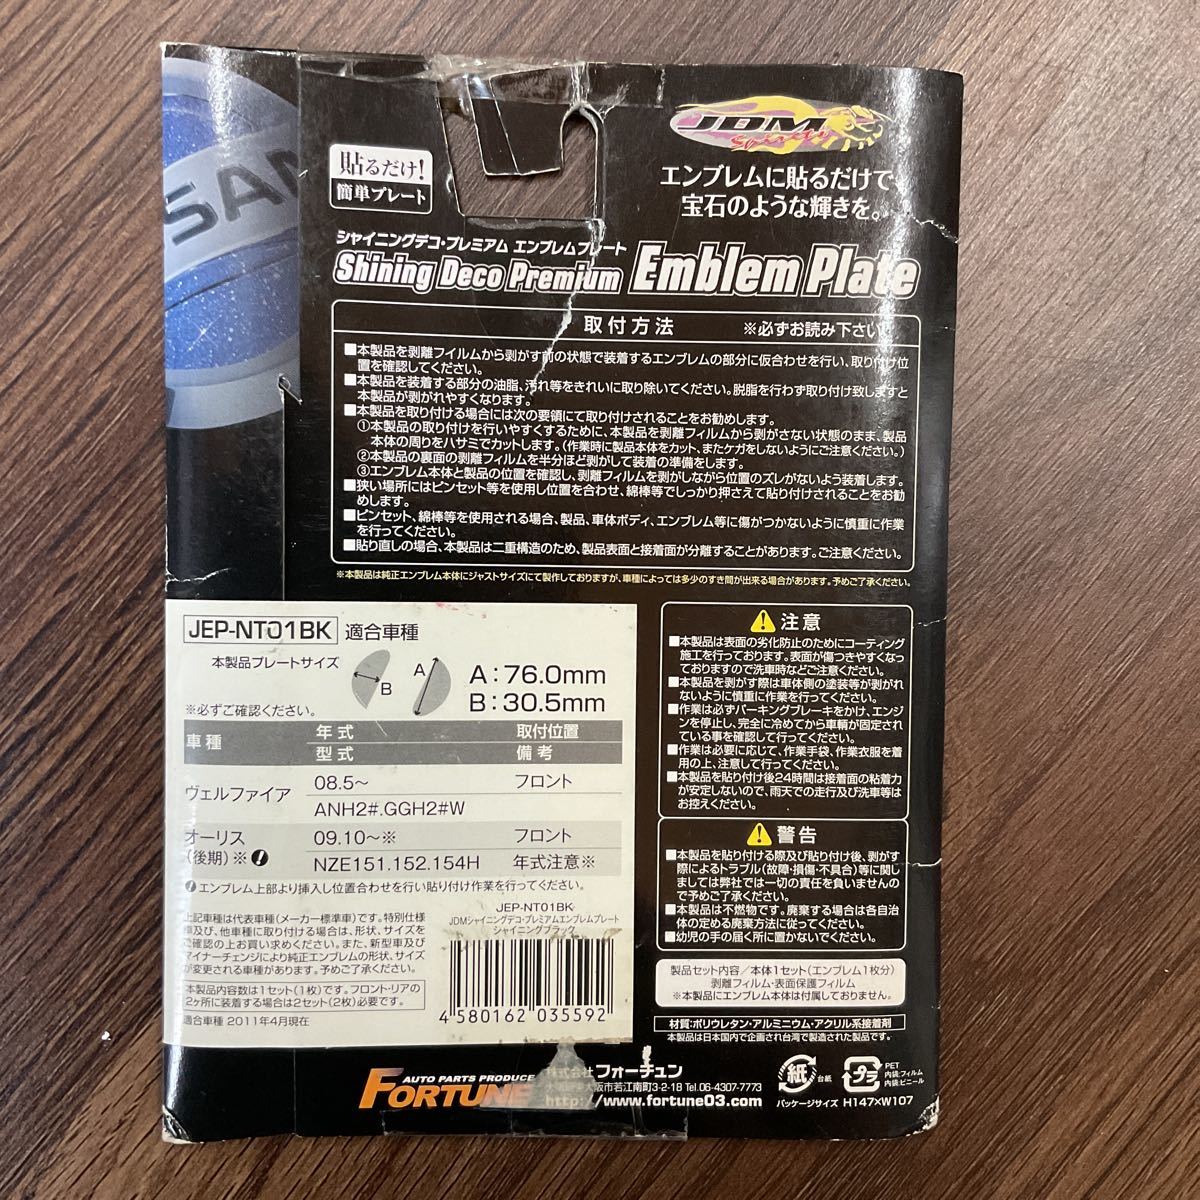 SSAN
貼るだけ!
簡単プレート
JDM
Spirits
エンブレムに貼るだけで
宝石のような輝きを。
シャイニングデコ・プレミアム エンブレムプレート
Shining Deco Premium Emblem Plate
取付方法 ※必ずお読み下さい
■本製品を剥離フイルムから剥がす前の状態で装着するエンブレムの部分に仮合わせを行い、取り付け位
置を確認してください。
■本製品を装着する部分の油脂、汚れ等をきれいに取り除いてください。脱脂を行わず取り付け致しますと
本製品が剥がれやすくなります。
■本製品を取り付ける場合には次の要領にて取り付けされることをお勧めします。
①本製品の取り付けを行いやすくするために、本製品を剥離フィルムから剥がさない状態のまま、製品
本体の周りをハサミでカットします。(作業時に製品本体をカット、またケガをしないようにご注意ください。)
②本製品の裏面の剥離フィルムを半分ほど剥がして装着の準備をします。
③エンブレム本体と製品の位置を確認し、剥離フィルムを剥がしながら位置のズレがないよう装着します。
■狭い場所にはピンセット等を使用し位置を合わせ、綿棒等でしっかり押さえて貼り付けされることをお勧
めします。
■ピンセット、綿棒等を使用される場合、製品、車体ボディ、エンブレム等に傷がつかないように慎重に作業
を行ってください。
■貼り直しの場合、本製品は二重構造のため、製品表面と接着面が分離することがあります。ご注意ください。
※本製品は純正エンブレム本体にジャストサイズにて製作しておりますが、車種によっては多少のすき間が出来る場合があります。予めご了承ください。
JEP-NT01BK 適合車種
本製品プレートサイズ
A
B
A:76.0mm
B:30.5mm
※必ずご確認ください。
車種 年式 取付位置
型式 備考
ヴェルファイア 08.5～ フロント
ANH2#.GGH2#W
オーリス 09.10～※ フロント
(後期)※ NZE151.152.154H 年式注意※
エンブレム上部より挿入し位置合わせを行い貼り付け作業を行ってください。
JEP-NT01BK
JDMシャイニングデコ・プレミアムエンブレムプレート
シャイニングブラック
上記車種は代表車種(メーカー標準車)です。特別仕様
車及び、他車種に取り付ける場合は、形状、サイズを
ご確認の上お買い求めください。また、新型車及び
マイナーチェンジにより純正エンブレムの形状、サイズ
が変更される車種があります。予めご了承ください。
本製品内容数は1セット(1枚)です。フロント・リアの
2ヶ所に装着する場合は2セット(2枚)必要です。
適合車種 2011年4月現在
4 580162 035592
注意
■本製品は表面の劣化防止のためにコーティング
施工を行っております。表面が傷つきやすくなっ
ておりますので洗車時などご注意ください。
■本製品を剥がす際は車体側の塗装等が剥がれ
ないように慎重に作業を行ってください。
■作業は必ずパーキングブレーキをかけ、エンジ
ンを停止し、完全に冷めてから車輌が固定され
ている事を確認して行ってください。
■作業は必要に応じて、作業手袋、作業衣服を着
用の上、注意して行ってください。
■本製品を貼り付け後24時間は接着面の粘着力
が安定しないので、雨天での走行及び洗車等は
お控えください。
警告
■本製品を貼り付ける際及び貼り付け後、剥がす
際によるトラブル(故障・損傷・不具合)等に関し
ましては弊社では一切の責任を負いませんの
で予めご了承ください。
■本製品は不燃物です。廃棄する場合は各自治
体の定める廃棄方法に従ってください。
■幼児の手の届く所に置かないでください。
製品セット内容/本体1セット(エンブレム1枚分)
剥離フィルム・表面保護フィルム
※本製品にエンブレム本体は付属しておりません。
材質:ポリウレタン・アルミニウム・アクリル系接着剤
本製品は日本国内で企画され台湾で製造された製品です。
AUTO PARTS PRODUCE
FORTUNE
株式会社 フォーチュン
大阪市若江南町3-2-18 Tel.06-4307-7773
http://www.fortune03.com
紙 台紙
プラ PET
内袋:フィルム
内袋:ビニール
パッケージサイズ H147×W107